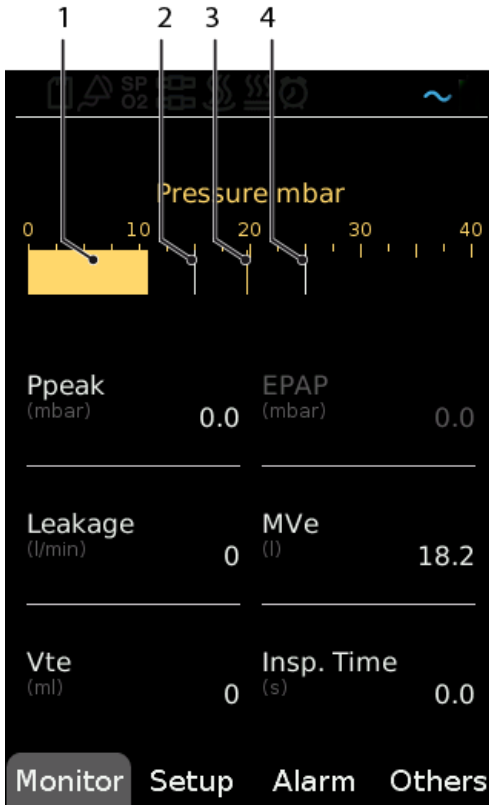 1 2 3 4
SP
O2
Pressure mbar
0 10 20 30 40
Ppeak EPAP
(mbar) 0.0 (mbar) 0.0
Leakage MVe
(l/min) 0 (l) 18.2
Vte Insp. Time
(ml) 0 (s) 0.0
Monitor Setup Alarm Others